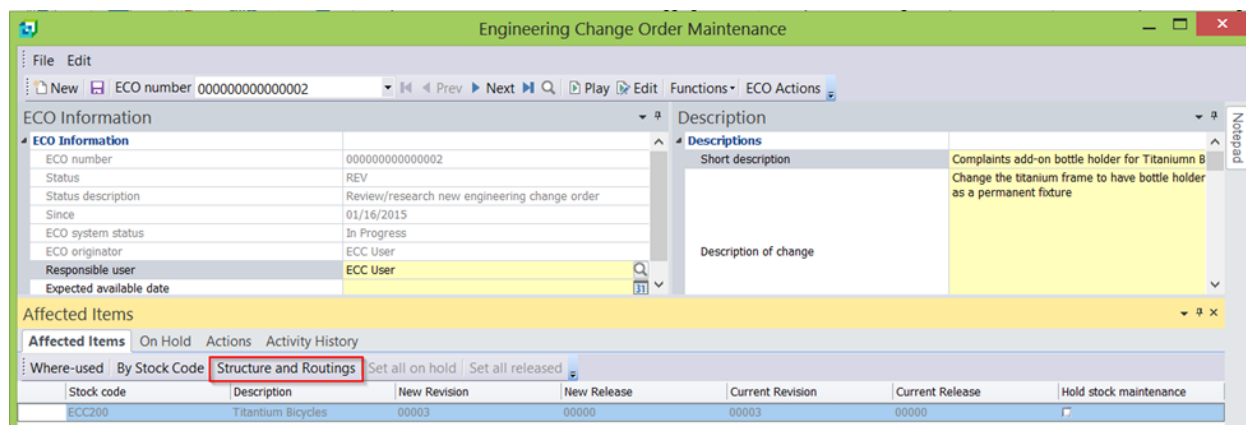 Engineering Change Order Maintenance
File Edit
New ECO number 000000000000002 Prev Next Play Edit Functions ECO Actions
ECO Information
ECO Information
ECO number 000000000000002
Status REV
Status description Review/research new engineering change order
Since 01/16/2015
ECO system status In Progress
ECO originator ECC User
Responsible user ECC User
Expected available date 31
Description
Descriptions
Short description Complaints add-on bottle holder for Titaniumn B
Description of change Change the titanium frame to have bottle holder
as a permanent fixture
Notepad
Affected Items
Affected Items On Hold Actions Activity History
Where-used By Stock Code Structure and Routings Set all on hold Set all released
Stock code Description New Revision New Release Current Revision Current Release Hold stock maintenance
ECC200 Titantium Bicycles 00003 00000 00003 00000